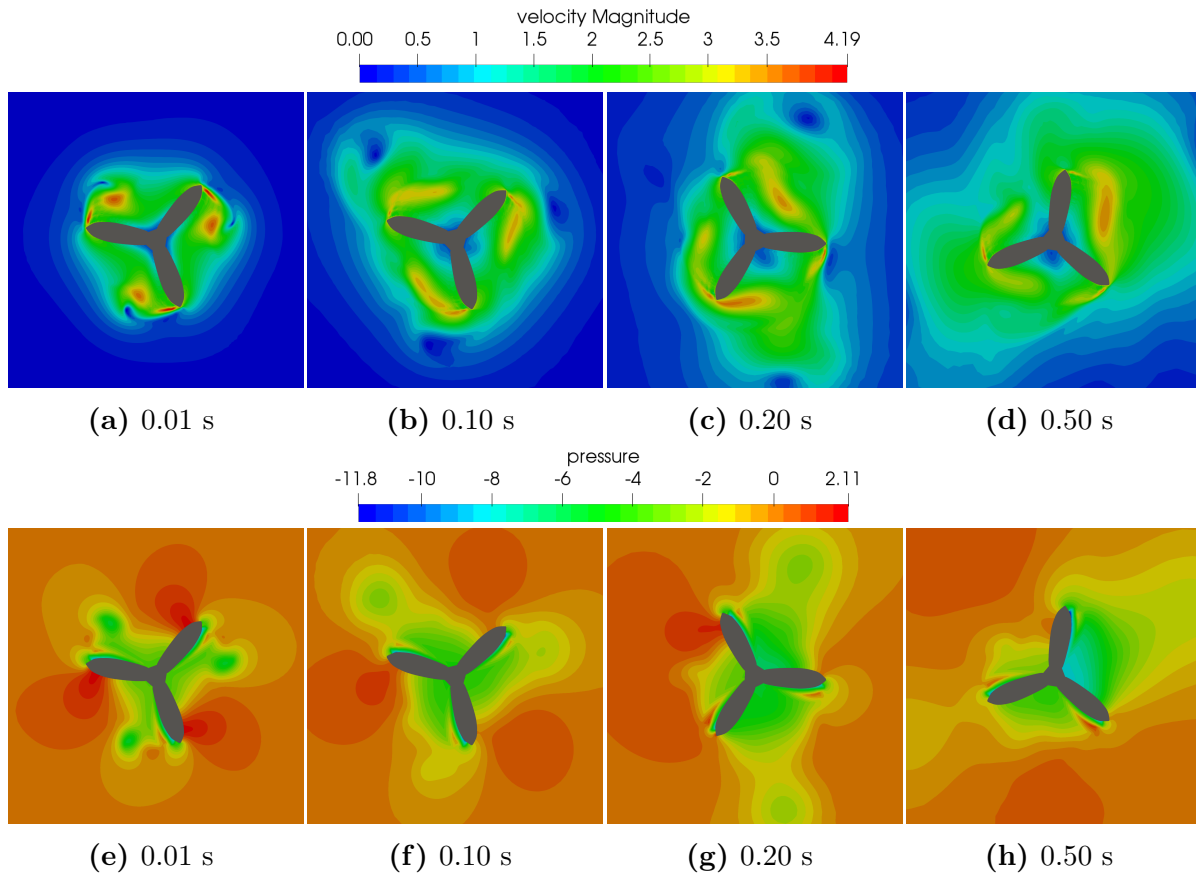 velocity Magnitude
0.00 0.5 1 1.5 2 2.5 3 3.5 4.19
(a) 0.01 s (b) 0.10 s (c) 0.20 s (d) 0.50 s
pressure
-11.8 -10 -8 -6 -4 -2 0 2.11
(e) 0.01 s (f) 0.10 s (g) 0.20 s (h) 0.50 s